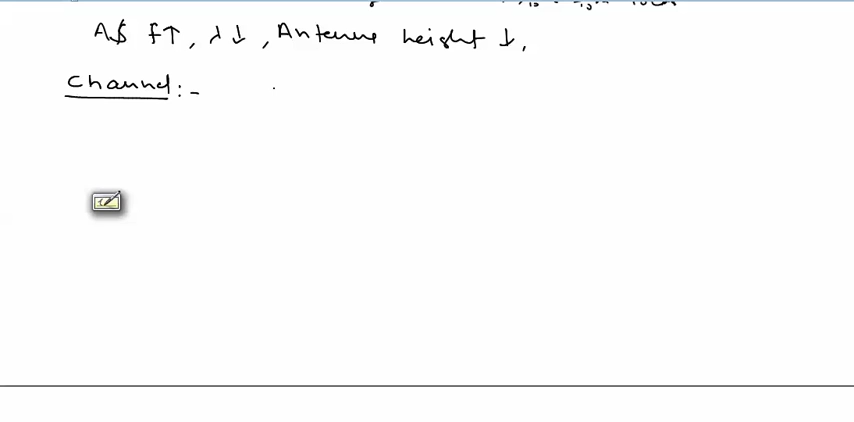 As f↑, λ↓, Antenna height ↓,
Channel:-